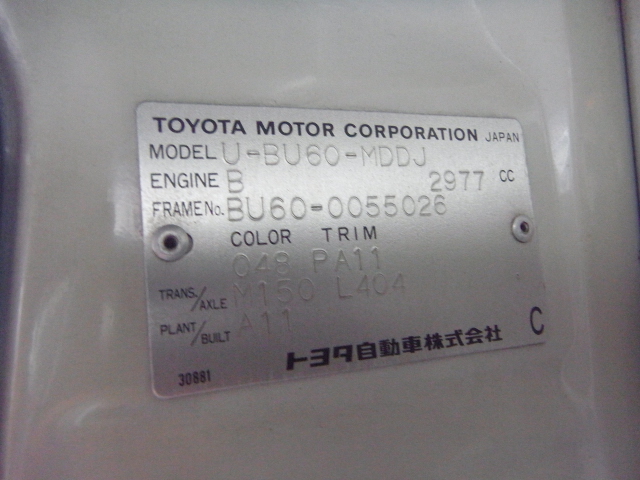 TOYOTA MOTOR CORPORATION JAPAN
MODEL U-BU60-MDDJ
ENGINE B 2977 CC
FRAME No. BU60-0055026
COLOR TRIM
048 PA11
TRANS./AXLE M150 L404
PLANT/BUILT A11
トヨタ自動車株式会社 C
30881